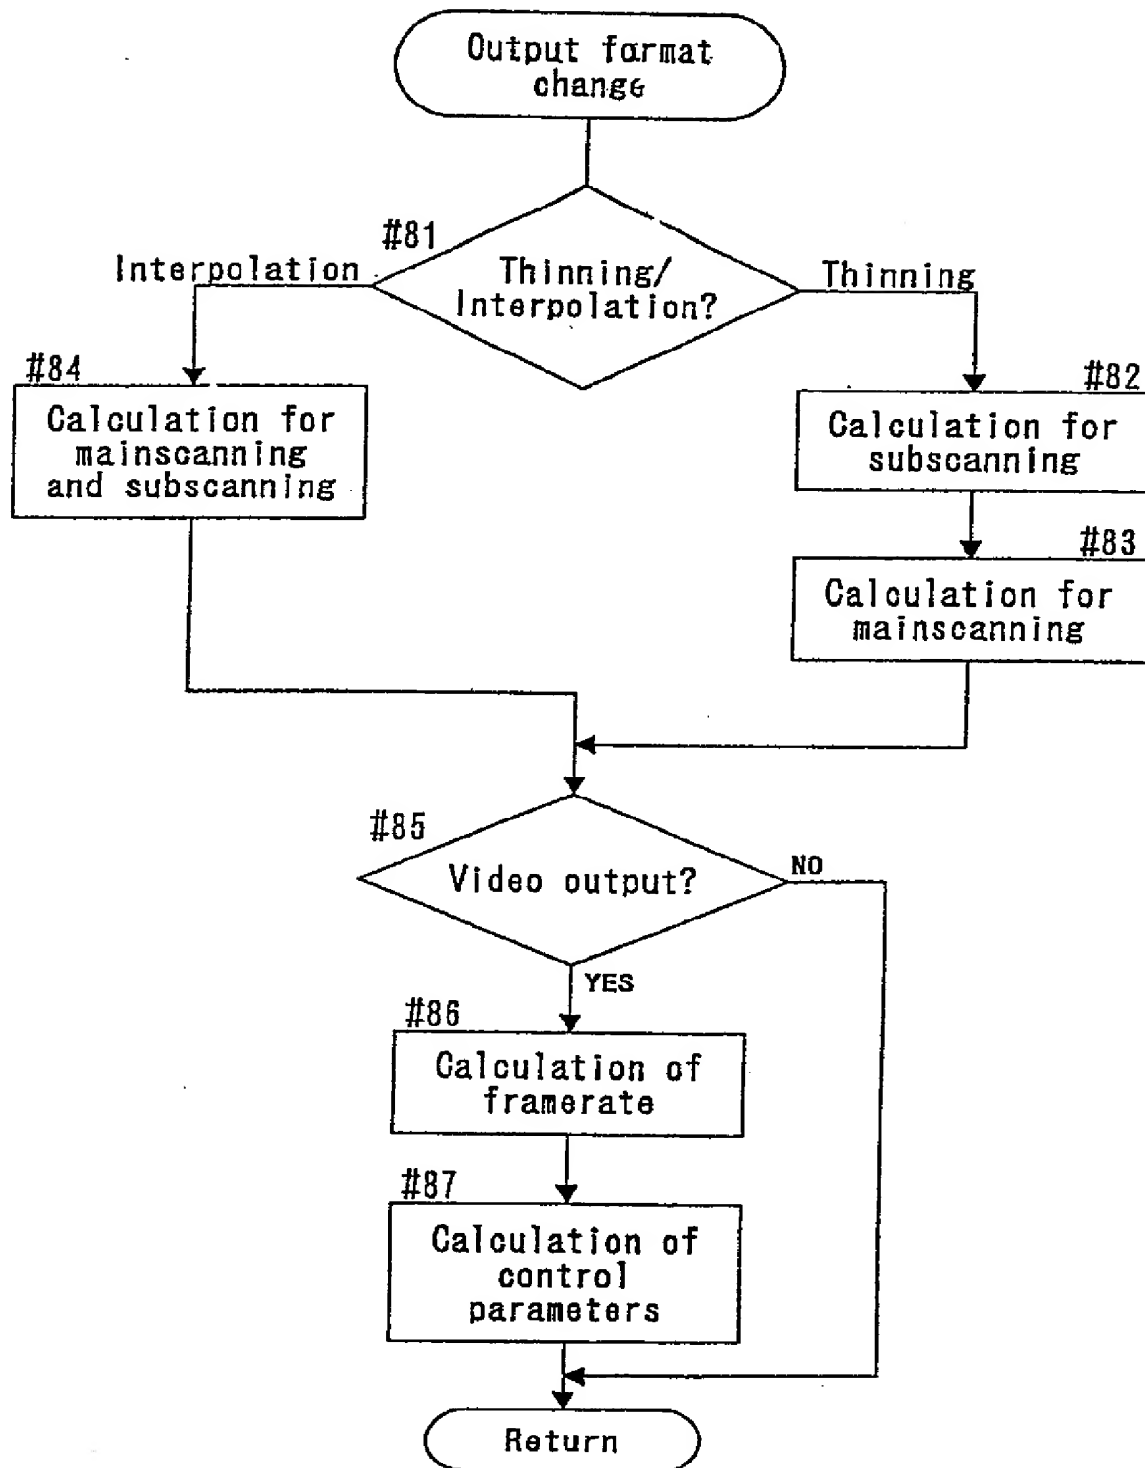 Output format
change
#81
Interpolation
Thinning/
Interpolation?
Thinning
#84
Calculation for
mainscanning
and subscanning
#82
Calculation for
subscanning
#83
Calculation for
mainscanning
#85
Video output?
NO
YES
#86
Calculation of
framerate
#87
Calculation of
control
parameters
Return